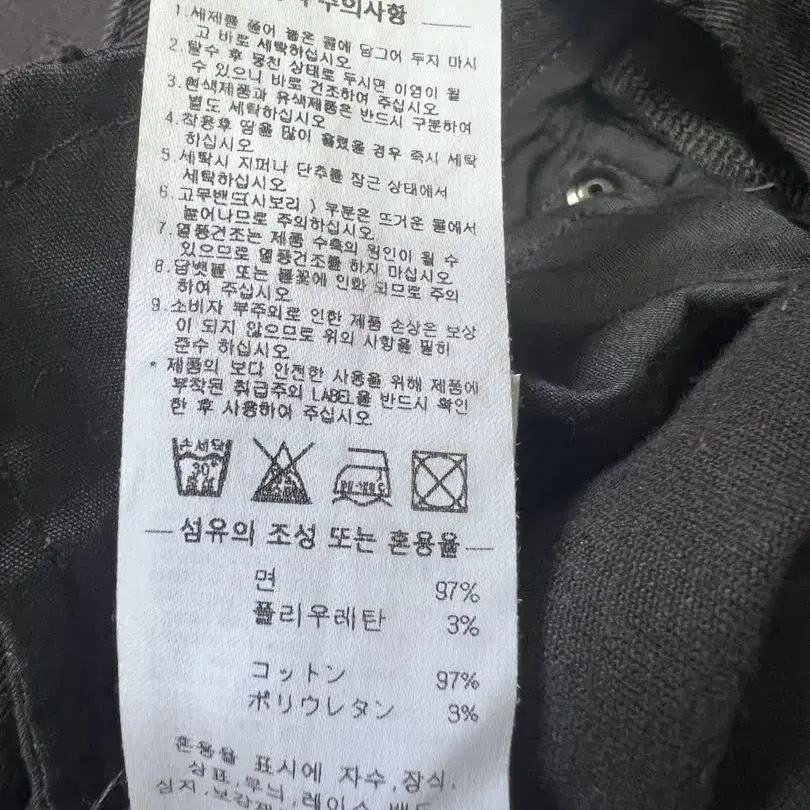 주의사항
1.세제를 풀어 놓은 물에 담그어 두지 마시
고 바로 세탁하십시오
2.탈수 후 뭉친 상태로 두시면 이염이 될
수 있으니 바로 건조하여 주십시오
3.흰색제품과 유색제품은 반드시 구분하여
별도 세탁하십시오
4.착용후 땀을 많이 흘렸을 경우 즉시 세탁
하십시오
5.세탁시 지퍼나 단추를 잠근 상태에서
세탁하십시오
6.고무밴드(시보리) 부분은 뜨거운 물에서
늘어나므로 주의하십시오
7.열풍건조는 제품 수축의 원인이 될 수
있으므로 열풍건조를 하지 마십시오
8.담뱃불 또는 불꽃에 인화 되므로 주의
하여 주십시오
9.소비자 부주의로 인한 제품 손상은 보상
이 되지 않으므로 위의 사항을 필히
준수 하십시오
* 제품의 보다 안전한 사용을 위해 제품에
부착된 취급주의 LABEL을 반드시 확인
한 후 사용하여 주십시오
손세탁
30°
섬유의 조성 또는 혼용율
면 97%
폴리우레탄 3%
コットン 97%
ポリウレタン 3%
혼용율 표시에 자수,장식,
상표,무늬,레이스,밴드
심지,보강재